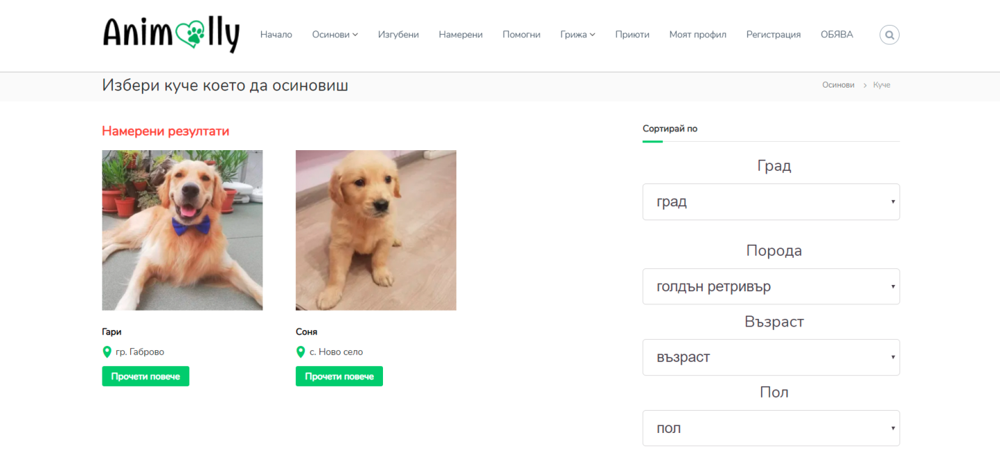 Anim lly
Начало Осинови Изгубени Намерени Помогни Грижа Приюти Моят профил Регистрация ОБЯВА
Избери куче което да осиновиш
Осинови > Куче
Намерени резултати
Гари
гр. Габрово
Прочети повече
Соня
с. Ново село
Прочети повече
Сортирай по
Град
град
Порода
голдън ретривър
Възраст
възраст
Пол
пол